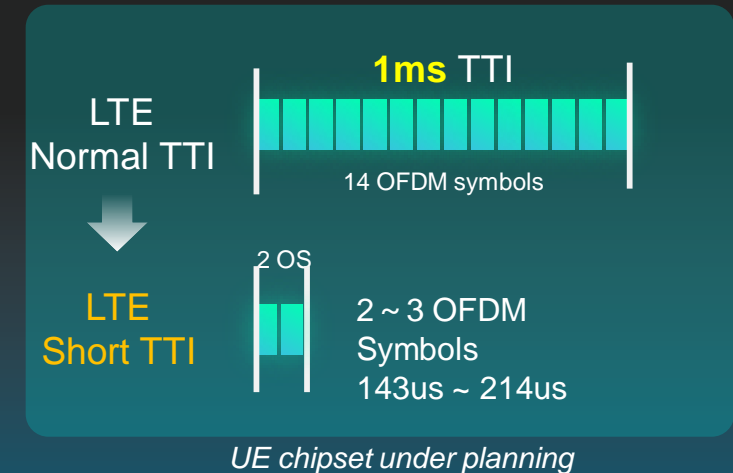 1ms TTI
LTE
Normal TTI
14 OFDM symbols
2 OS
LTE
Short TTI
2 ~ 3 OFDM
Symbols
143us ~ 214us
UE chipset under planning